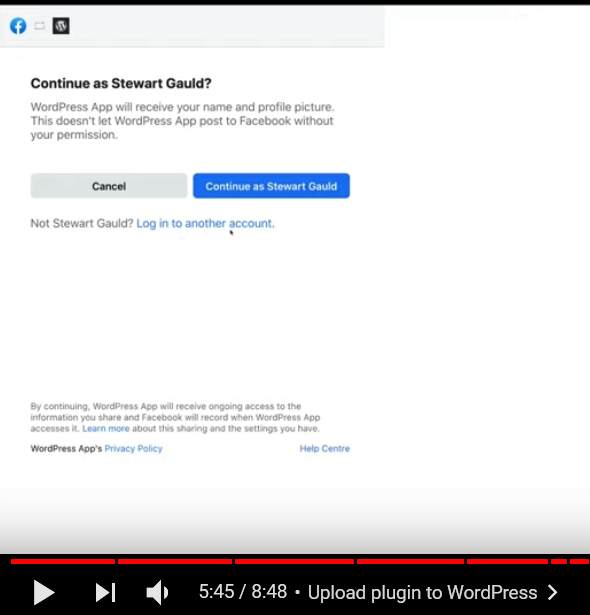 Continue as Stewart Gauld?
WordPress App will receive your name and profile picture.
This doesn't let WordPress App post to Facebook without
your permission.
Cancel
Continue as Stewart Gauld
Not Stewart Gauld? Log in to another account.
By continuing, WordPress App will receive ongoing access to the
information you share and Facebook will record when WordPress App
accesses it. Learn more about this sharing and the settings you have.
WordPress App's Privacy Policy
Help Centre
5:45 / 8:48 • Upload plugin to WordPress